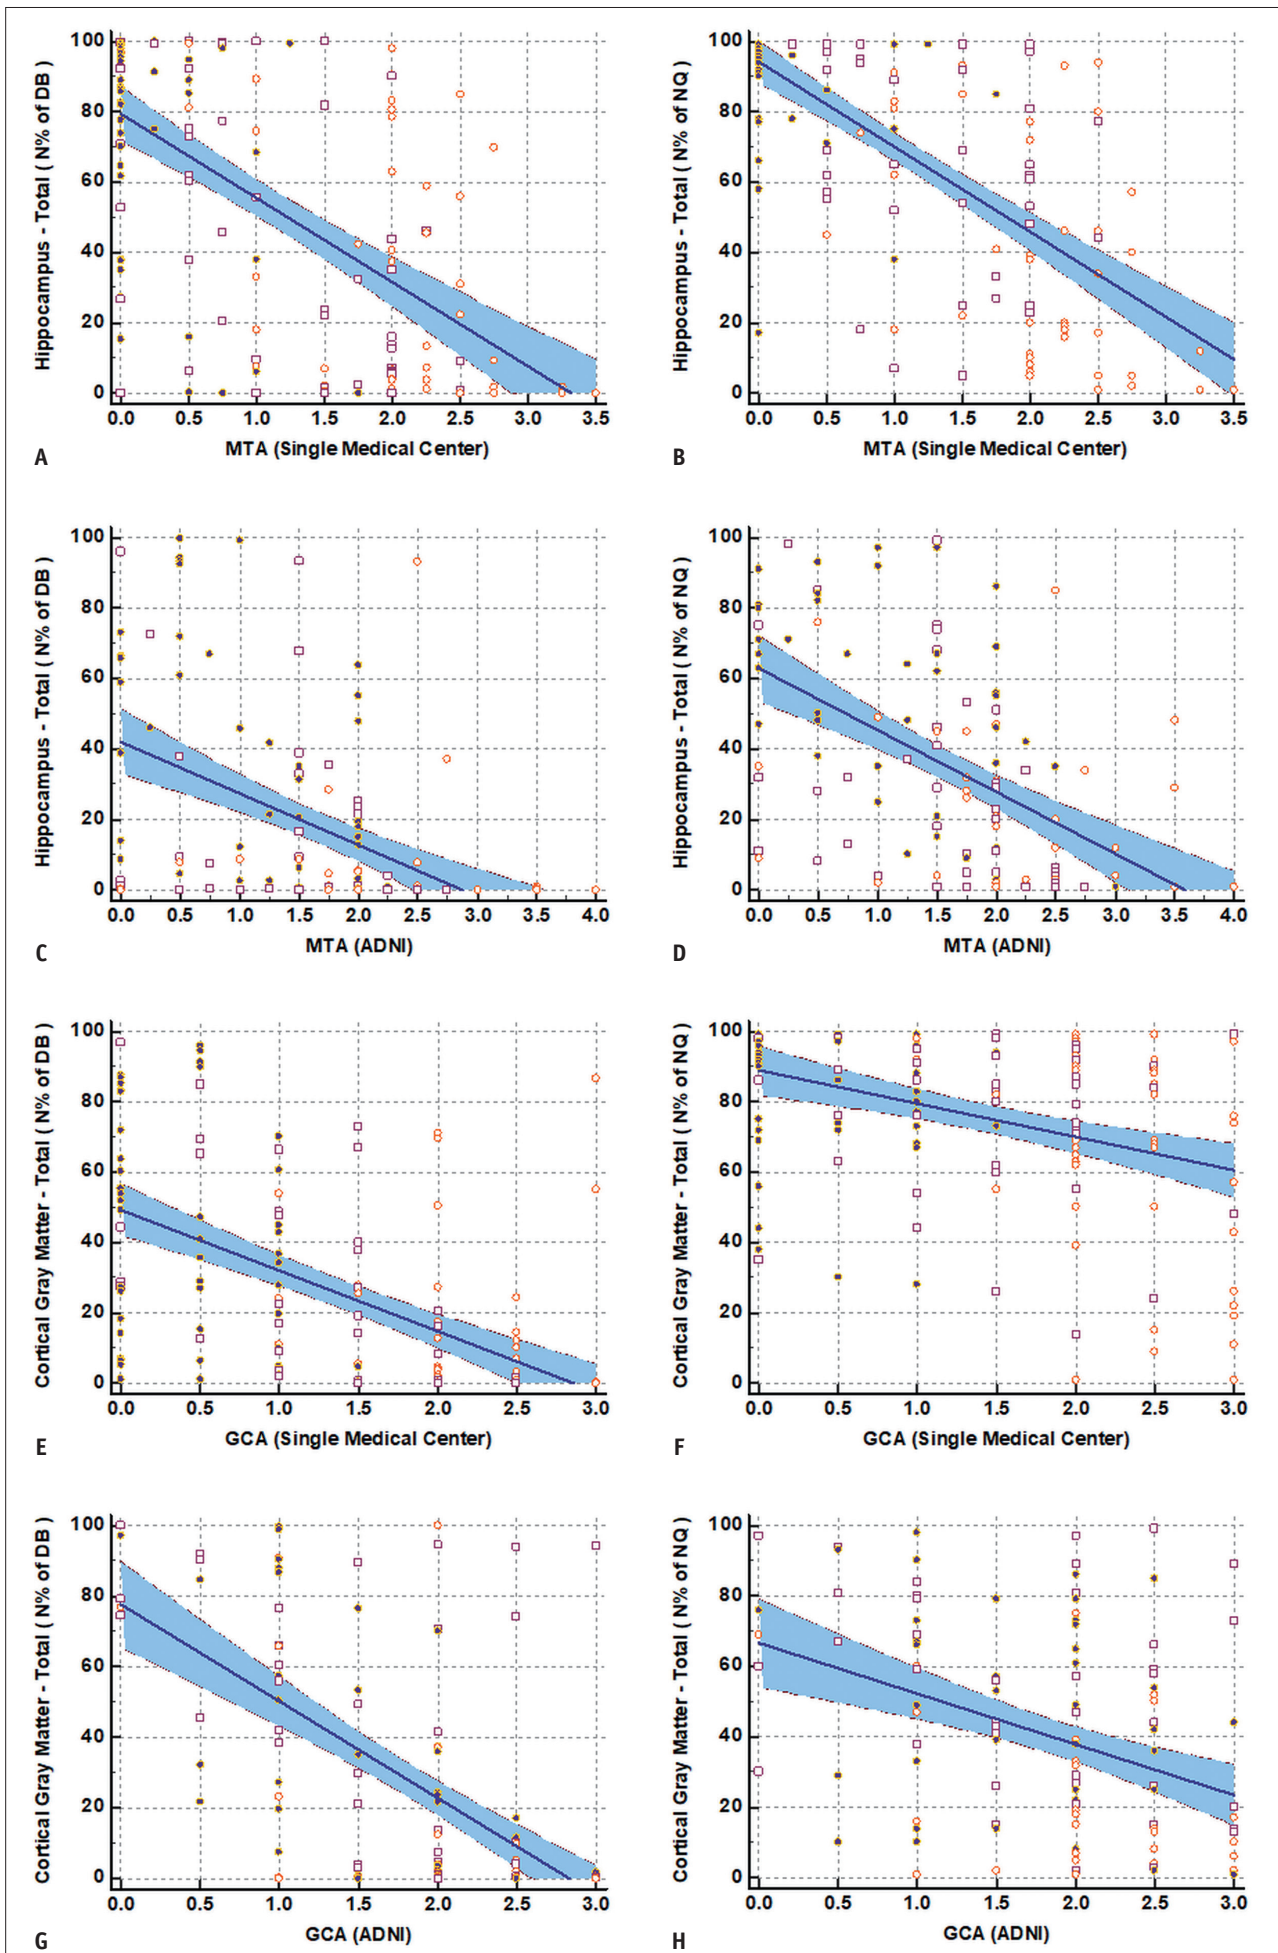 Hippocampus - Total ( N% of DB )
100
80
60
40
20
0
0.0 0.5 1.0 1.5 2.0 2.5 3.0 3.5
MTA (Single Medical Center)
A
Hippocampus - Total ( N% of NQ )
100
80
60
40
20
0
0.0 0.5 1.0 1.5 2.0 2.5 3.0 3.5
MTA (Single Medical Center)
B
Hippocampus - Total ( N% of DB )
100
80
60
40
20
0
0.0 0.5 1.0 1.5 2.0 2.5 3.0 3.5 4.0
MTA (ADNI)
C
Hippocampus - Total ( N% of NQ )
100
80
60
40
20
0
0.0 0.5 1.0 1.5 2.0 2.5 3.0 3.5 4.0
MTA (ADNI)
D
Cortical Gray Matter - Total ( N% of DB )
100
80
60
40
20
0
0.0 0.5 1.0 1.5 2.0 2.5 3.0
GCA (Single Medical Center)
E
Cortical Gray Matter - Total ( N% of NQ )
100
80
60
40
20
0
0.0 0.5 1.0 1.5 2.0 2.5 3.0
GCA (Single Medical Center)
F
Cortical Gray Matter - Total ( N% of DB )
100
80
60
40
20
0
0.0 0.5 1.0 1.5 2.0 2.5 3.0
GCA (ADNI)
G
Cortical Gray Matter - Total ( N% of NQ )
100
80
60
40
20
0
0.0 0.5 1.0 1.5 2.0 2.5 3.0
GCA (ADNI)
H